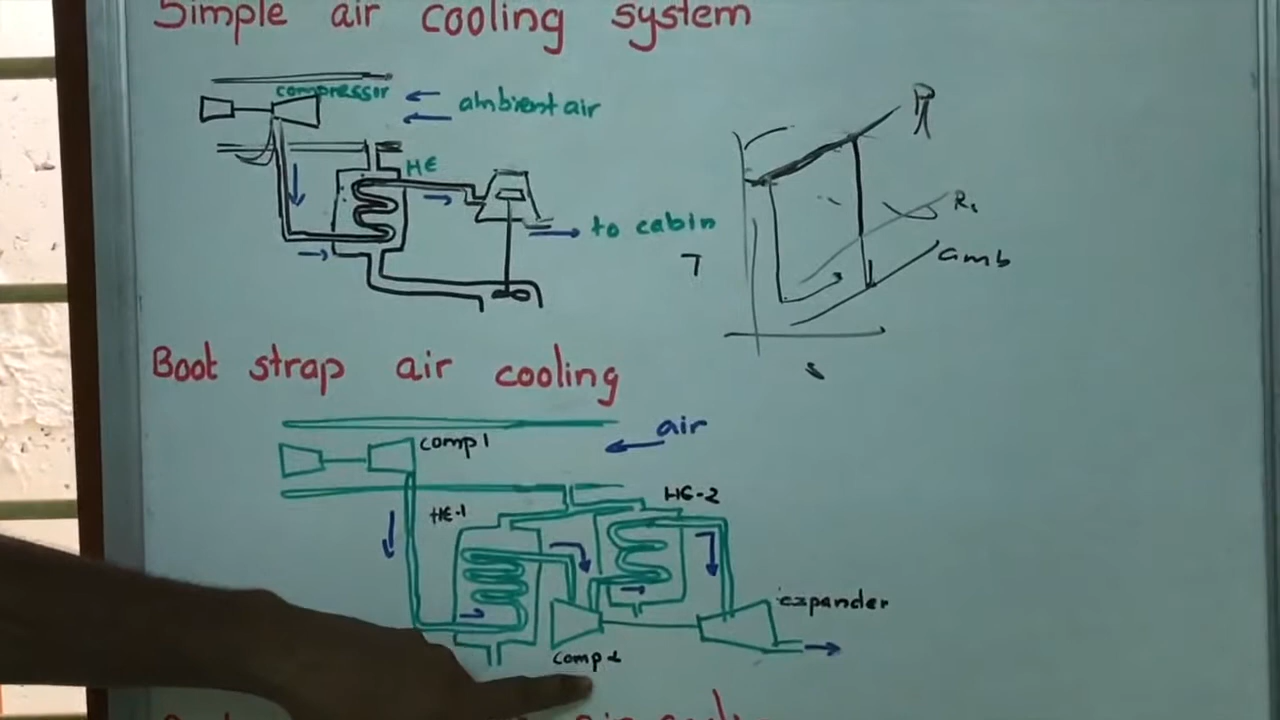 Simple air cooling system
compressor
ambient air
HE
to cabin
T
amb
Boot strap air cooling
air
comp 1
HE-1
HE-2
expander
comp 2